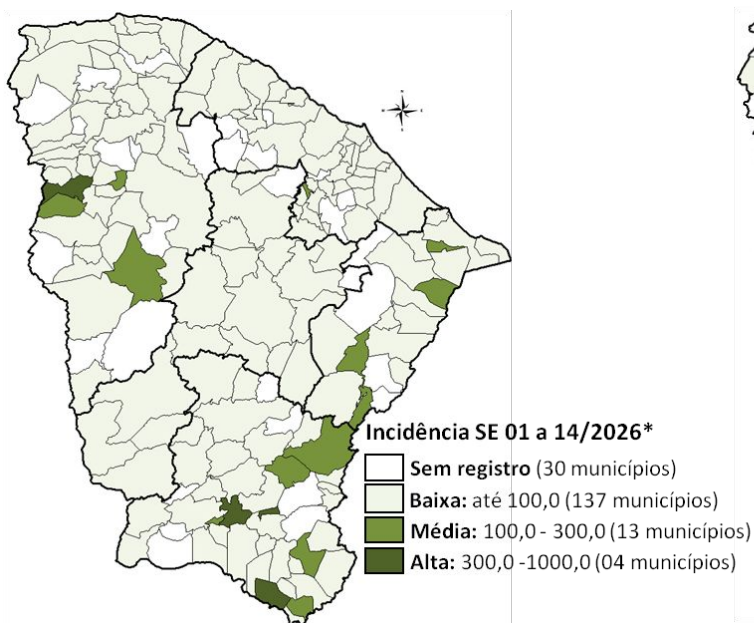 Incidência SE 01 a 14/2026*
Sem registro (30 municípios)
Baixa: até 100,0 (137 municípios)
Média: 100,0 - 300,0 (13 municípios)
Alta: 300,0 -1000,0 (04 municípios)